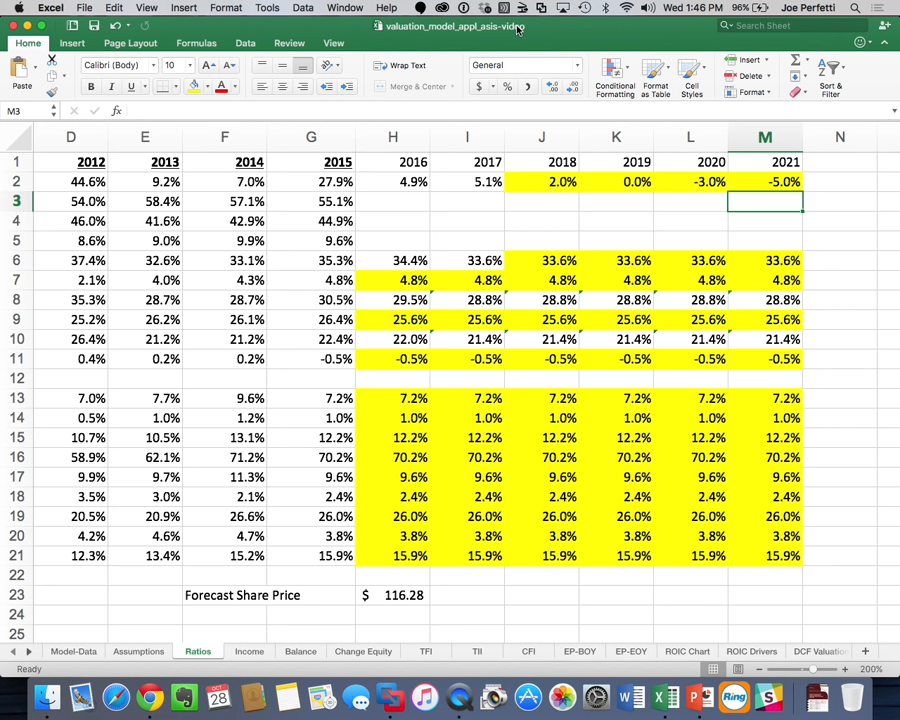 Excel File Edit View Insert Format Tools Data Window Help 96% Wed 1:46 PM Joe Perfetti
valuation_model_appl_asis-video
Search Sheet
Home Insert Page Layout Formulas Data Review View
Paste Calibri (Body) 10 A A Wrap Text General Insert
B I U A Merge & Center $ % Conditional Formatting Format as Table Cell Styles Delete Format Sort & Filter
M3 fx
D E F G H I J K L M N
1 2012 2013 2014 2015 2016 2017 2018 2019 2020 2021
2 44.6% 9.2% 7.0% 27.9% 4.9% 5.1% 2.0% 0.0% -3.0% -5.0%
3 54.0% 58.4% 57.1% 55.1%
4 46.0% 41.6% 42.9% 44.9%
5 8.6% 9.0% 9.9% 9.6%
6 37.4% 32.6% 33.1% 35.3% 34.4% 33.6% 33.6% 33.6% 33.6% 33.6%
7 2.1% 4.0% 4.3% 4.8% 4.8% 4.8% 4.8% 4.8% 4.8% 4.8%
8 35.3% 28.7% 28.7% 30.5% 29.5% 28.8% 28.8% 28.8% 28.8% 28.8%
9 25.2% 26.2% 26.1% 26.4% 25.6% 25.6% 25.6% 25.6% 25.6% 25.6%
10 26.4% 21.2% 21.2% 22.4% 22.0% 21.4% 21.4% 21.4% 21.4% 21.4%
11 0.4% 0.2% 0.2% -0.5% -0.5% -0.5% -0.5% -0.5% -0.5% -0.5%
12
13 7.0% 7.7% 9.6% 7.2% 7.2% 7.2% 7.2% 7.2% 7.2% 7.2%
14 0.5% 1.0% 1.2% 1.0% 1.0% 1.0% 1.0% 1.0% 1.0% 1.0%
15 10.7% 10.5% 13.1% 12.2% 12.2% 12.2% 12.2% 12.2% 12.2% 12.2%
16 58.9% 62.1% 71.2% 70.2% 70.2% 70.2% 70.2% 70.2% 70.2% 70.2%
17 9.9% 9.7% 11.3% 9.6% 9.6% 9.6% 9.6% 9.6% 9.6% 9.6%
18 3.5% 3.0% 2.1% 2.4% 2.4% 2.4% 2.4% 2.4% 2.4% 2.4%
19 20.5% 20.9% 26.6% 26.0% 26.0% 26.0% 26.0% 26.0% 26.0% 26.0%
20 4.2% 4.6% 4.7% 3.8% 3.8% 3.8% 3.8% 3.8% 3.8% 3.8%
21 12.3% 13.4% 15.2% 15.9% 15.9% 15.9% 15.9% 15.9% 15.9% 15.9%
22
23 Forecast Share Price $ 116.28
24
25
Model-Data Assumptions Ratios Income Balance Change Equity TFI TII CFI EP-BOY EP-EOY ROIC Chart ROIC Drivers DCF Valuation
Ready 200%
OCT 28 Ring